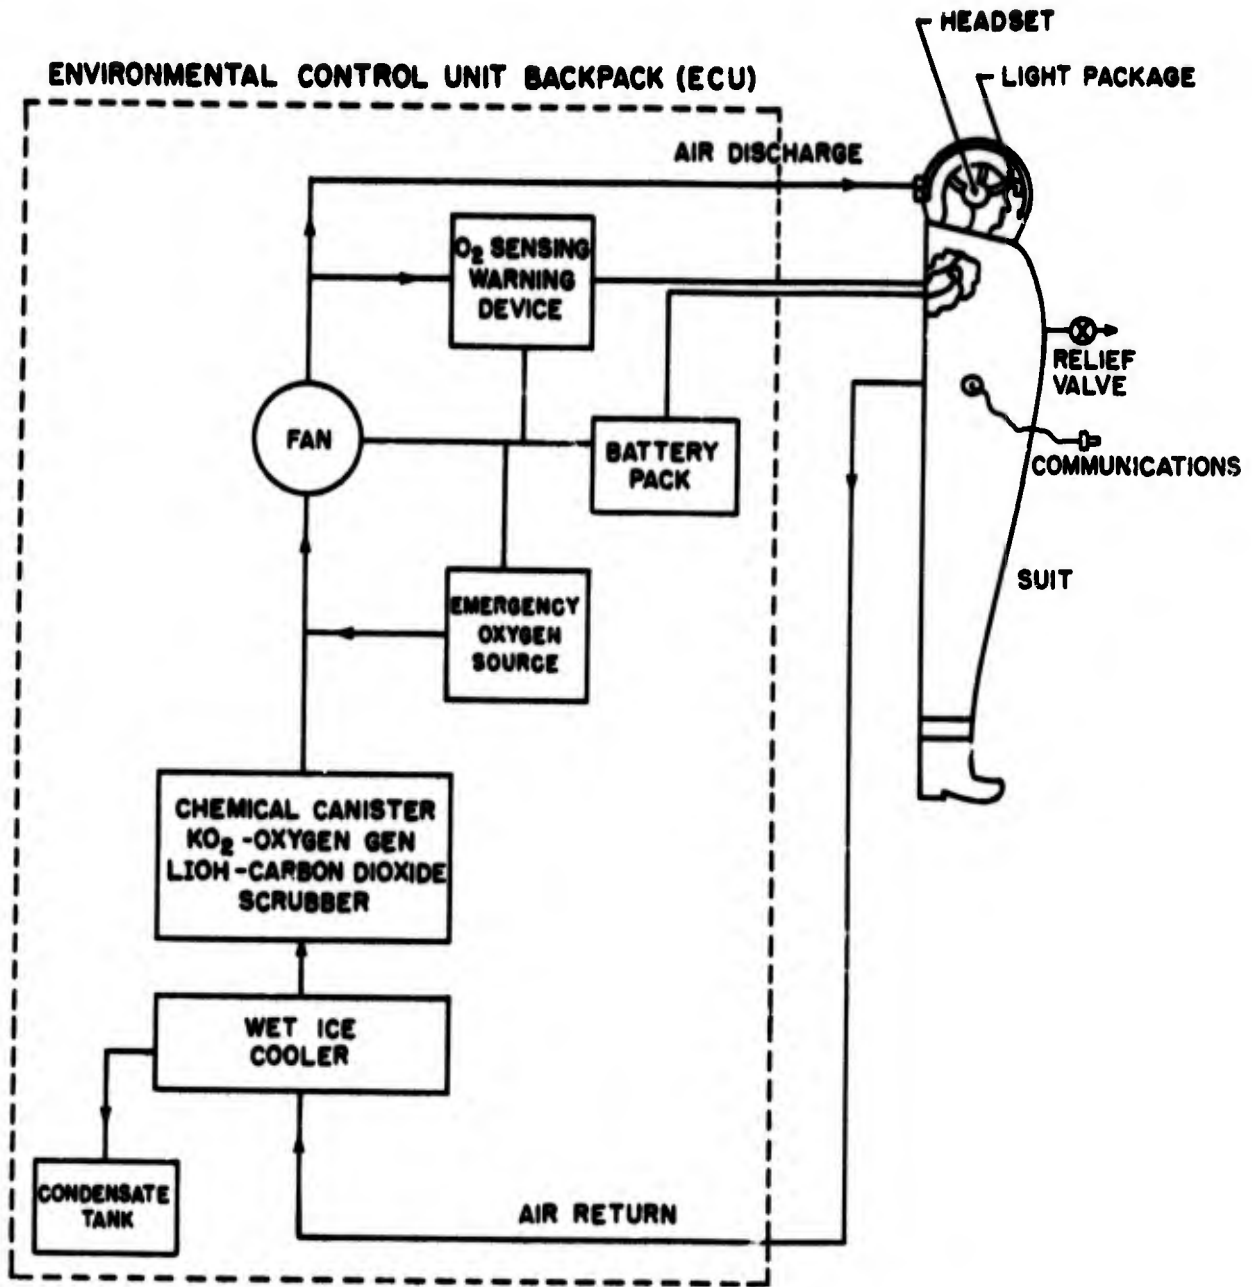 HEADSET
ENVIRONMENTAL CONTROL UNIT BACKPACK (ECU)
LIGHT PACKAGE
AIR DISCHARGE
O₂ SENSING
WARNING
DEVICE
RELIEF
VALVE
FAN
BATTERY
PACK
COMMUNICATIONS
SUIT
EMERGENCY
OXYGEN
SOURCE
CHEMICAL CANISTER
KO₂-OXYGEN GEN
LIOH-CARBON DIOXIDE
SCRUBBER
WET ICE
COOLER
CONDENSATE
TANK
AIR RETURN